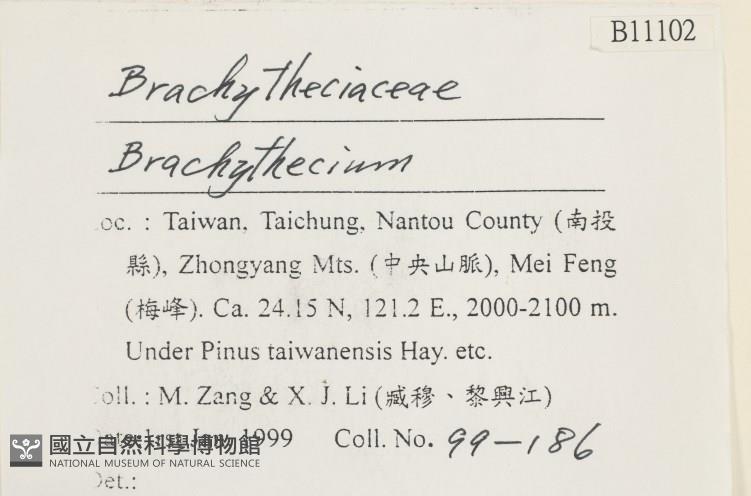 B11102
Brachytheciaceae
Brachythecium
oc. : Taiwan, Taichung, Nantou County (南投
縣), Zhongyang Mts. (中央山脈), Mei Feng
(梅峰). Ca. 24.15 N, 121.2 E., 2000-2100 m.
Under Pinus taiwanensis Hay. etc.
oll. : M. Zang & X. J. Li (臧穆、黎興江)
1999 Coll. No. 99-186
國立自然科學博物館
NATIONAL MUSEUM OF NATURAL SCIENCE
et.: